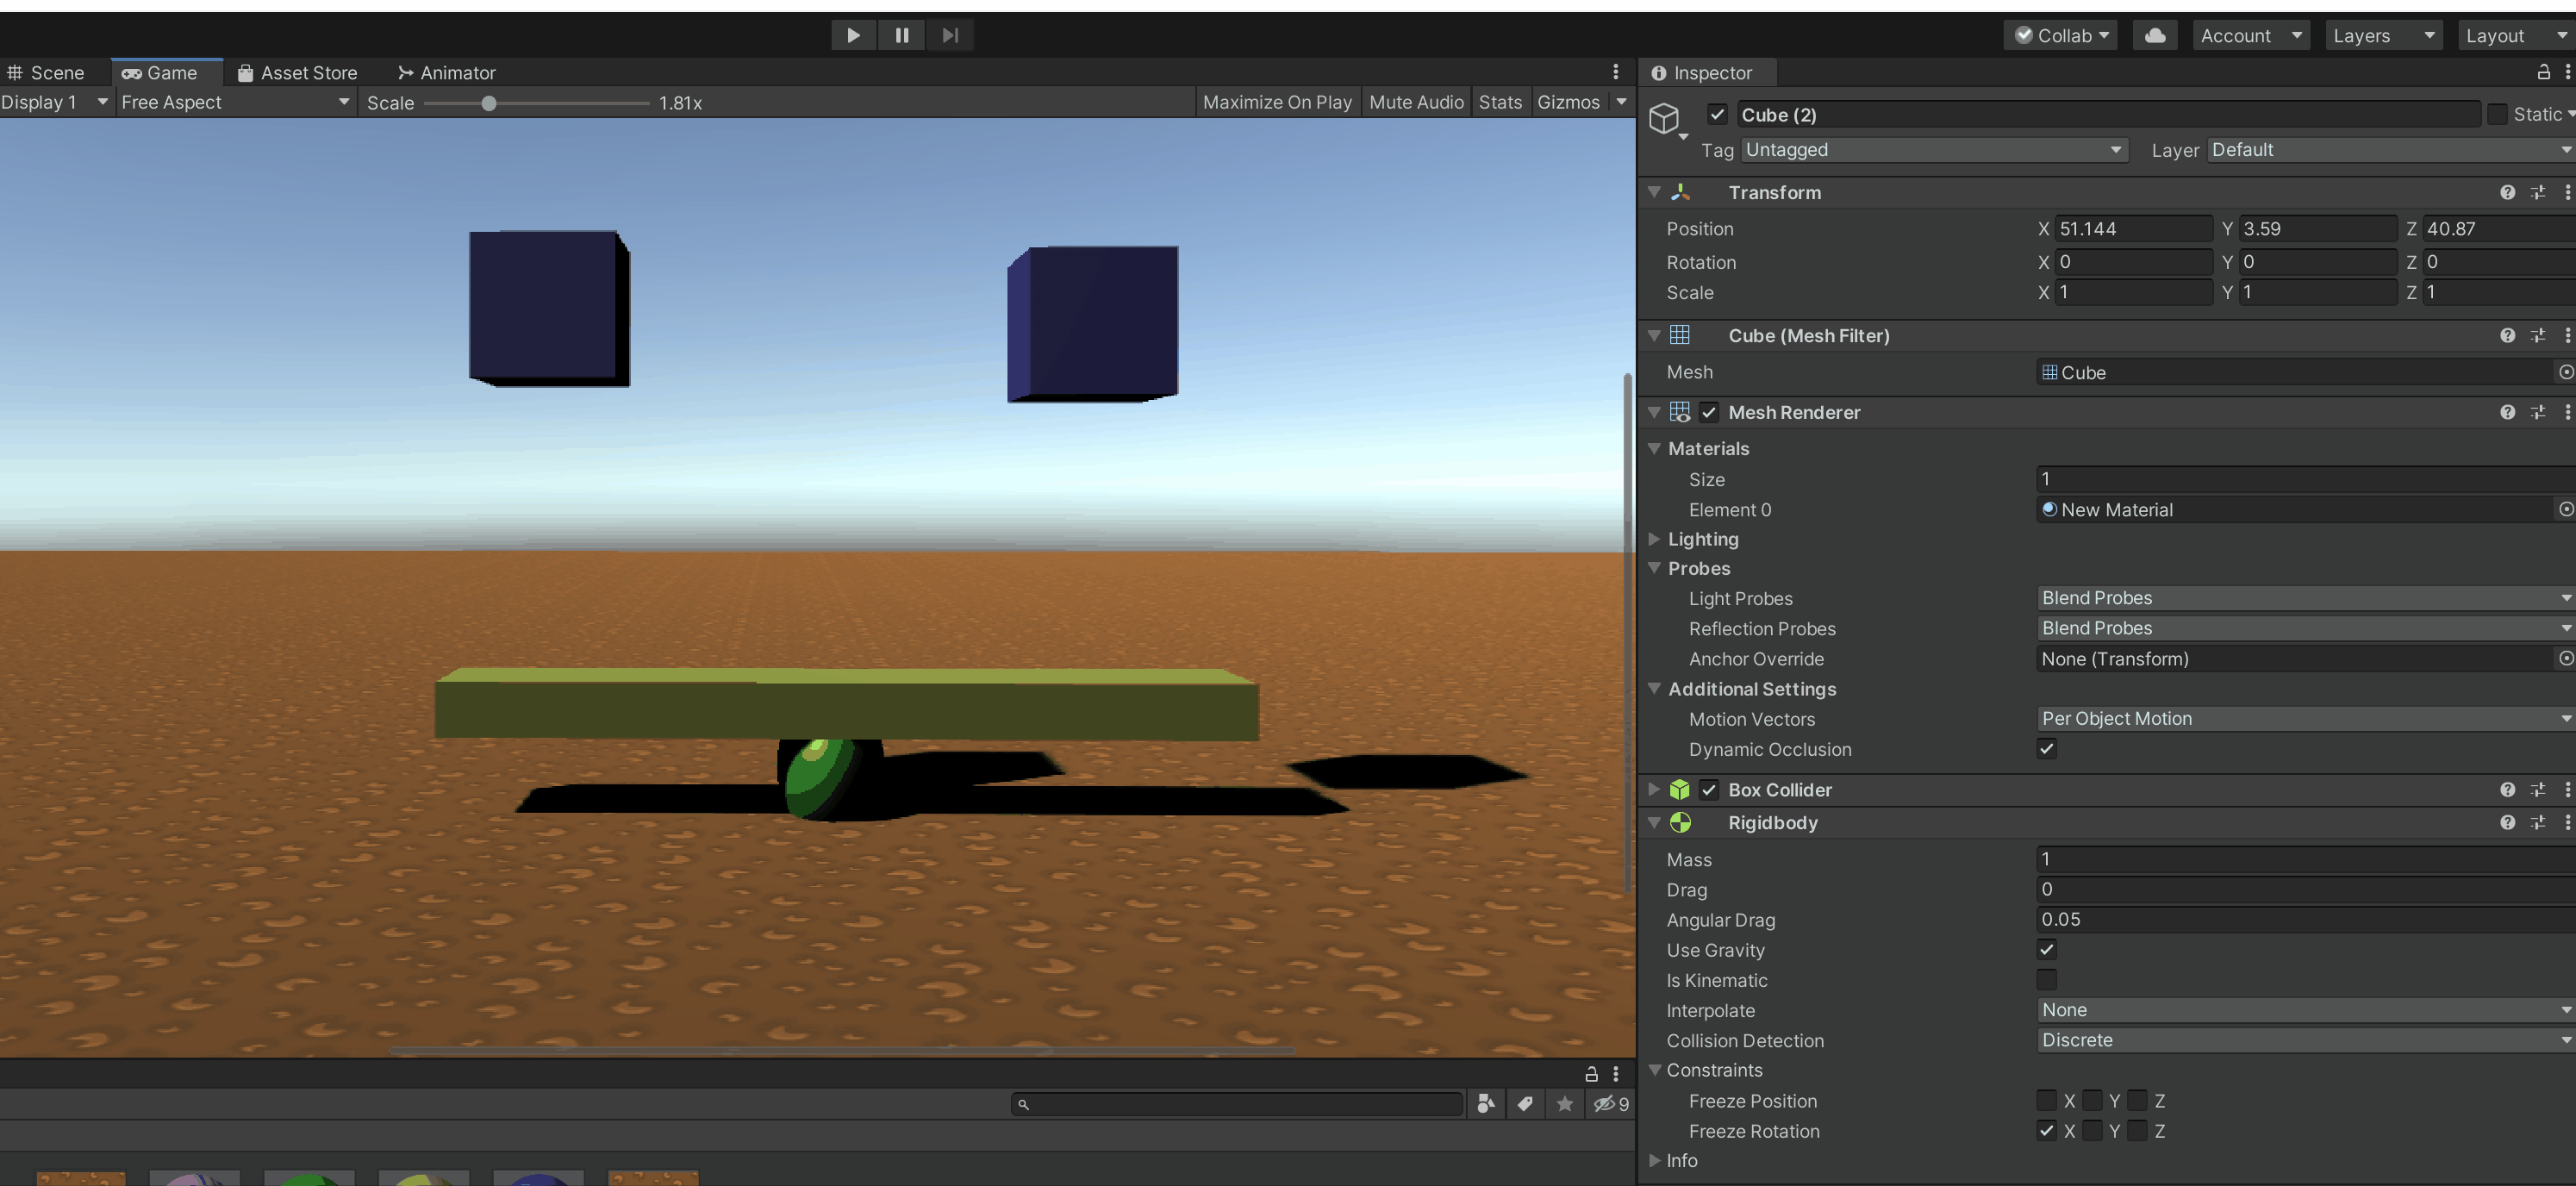 Collab Account Layers Layout
Scene Game Asset Store Animator
Display 1 Free Aspect Scale 1.81x Maximize On Play Mute Audio Stats Gizmos
Inspector
Cube (2) Static
Tag Untagged Layer Default
Transform
Position X 51.144 Y 3.59 Z 40.87
Rotation X 0 Y 0 Z 0
Scale X 1 Y 1 Z 1
Cube (Mesh Filter)
Mesh Cube
Mesh Renderer
Materials
Size 1
Element 0 New Material
Lighting
Probes
Light Probes Blend Probes
Reflection Probes Blend Probes
Anchor Override None (Transform)
Additional Settings
Motion Vectors Per Object Motion
Dynamic Occlusion
Box Collider
Rigidbody
Mass 1
Drag 0
Angular Drag 0.05
Use Gravity
Is Kinematic
Interpolate None
Collision Detection Discrete
Constraints
Freeze Position X Y Z
Freeze Rotation X Y Z
Info
9